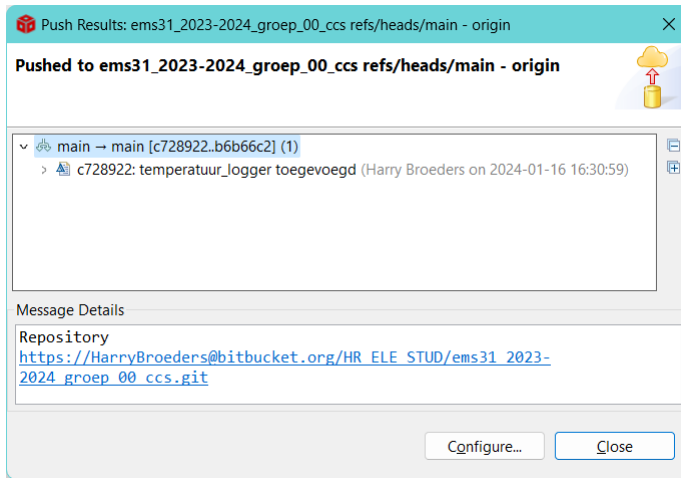 Push Results: ems31_2023-2024_groep_00_ccs refs/heads/main - origin
Pushed to ems31_2023-2024_groep_00_ccs refs/heads/main - origin
main → main [c728922..b6b66c2] (1)
c728922: temperatuur_logger toegevoegd (Harry Broeders on 2024-01-16 16:30:59)
Message Details
Repository
https://HarryBroeders@bitbucket.org/HR_ELE_STUD/ems31_2023-
2024_groep_00_ccs.git
Configure...
Close